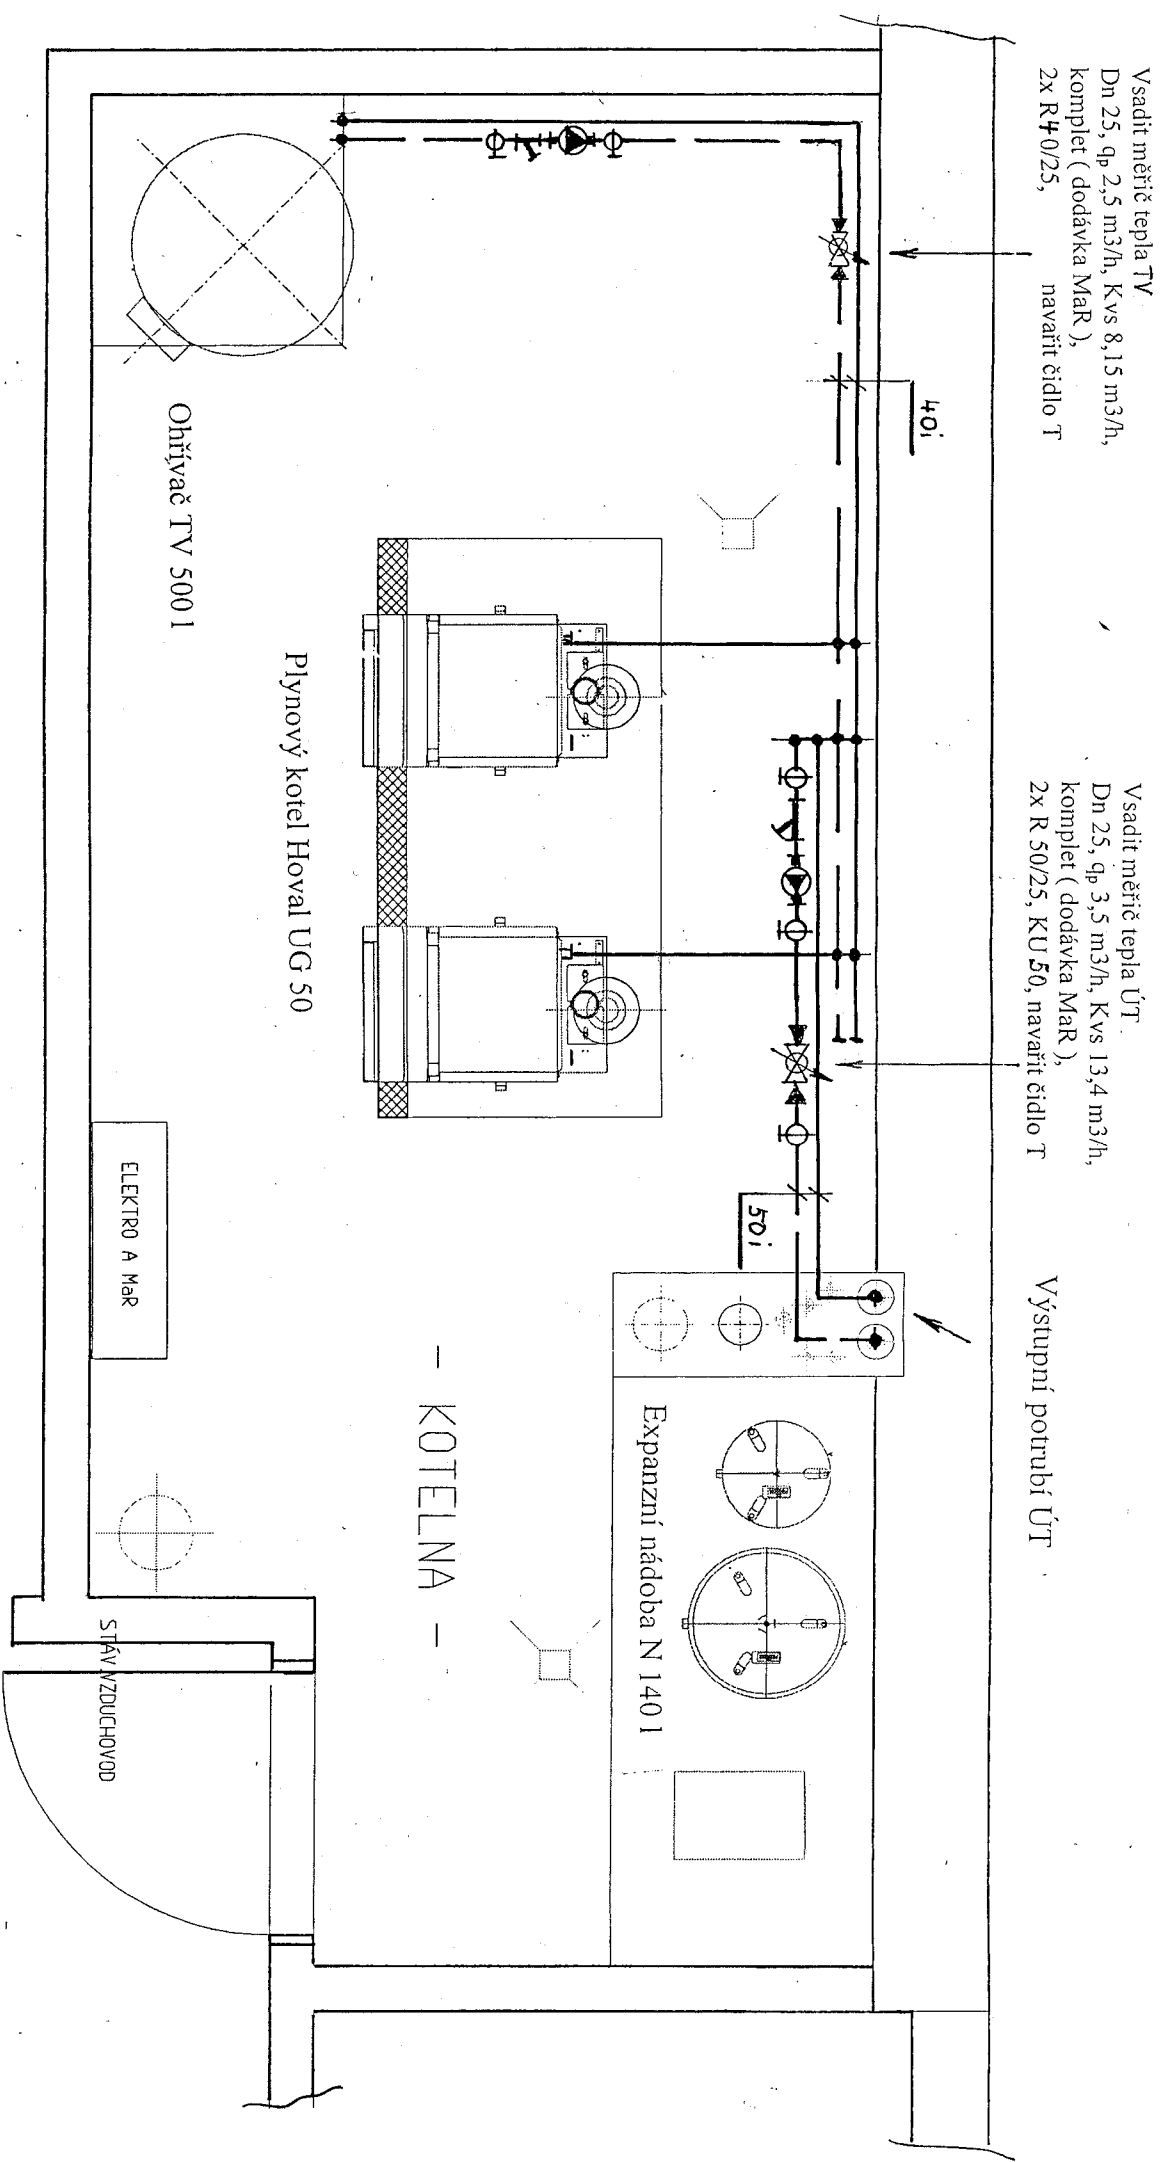 Vsadit měřič tepla TV
Dn 25, qp 2,5 m3/h, Kvs 8,15 m3/h,
komplet ( dodávka MaR ),
2x R40/25, navařit čidlo T
Vsadit měřič tepla ÚT
Dn 25, qp 3,5 m3/h, Kvs 13,4 m3/h,
komplet ( dodávka MaR ),
2x R 50/25, KU 50, navařit čidlo T
Výstupní potrubí ÚT
40i
50i
Ohřívač TV 500 l
Plynový kotel Hoval UG 50
Expanzní nádoba N 140 l
- KOTELNA -
ELEKTRO A MaR
STÁV.VZDUCHOVOD